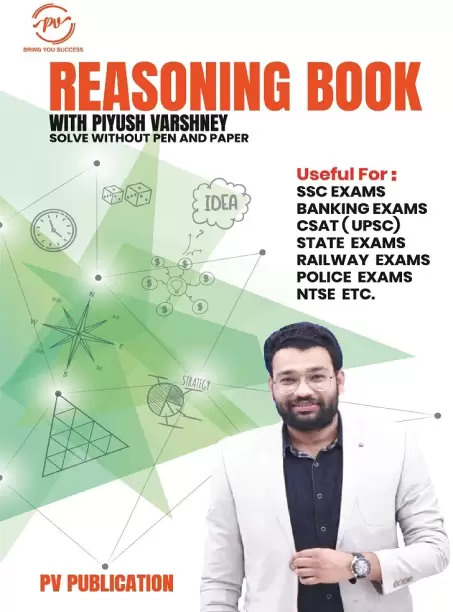 PV
BRING YOU SUCCESS
REASONING BOOK
WITH PIYUSH VARSHNEY
SOLVE WITHOUT PEN AND PAPER
IDEA
Useful For :
SSC EXAMS
BANKING EXAMS
CSAT ( UPSC)
STATE EXAMS
RAILWAY EXAMS
POLICE EXAMS
NTSE ETC.
$
$
$
$
$
$
N
W
E
S
STRATEGY
PV PUBLICATION